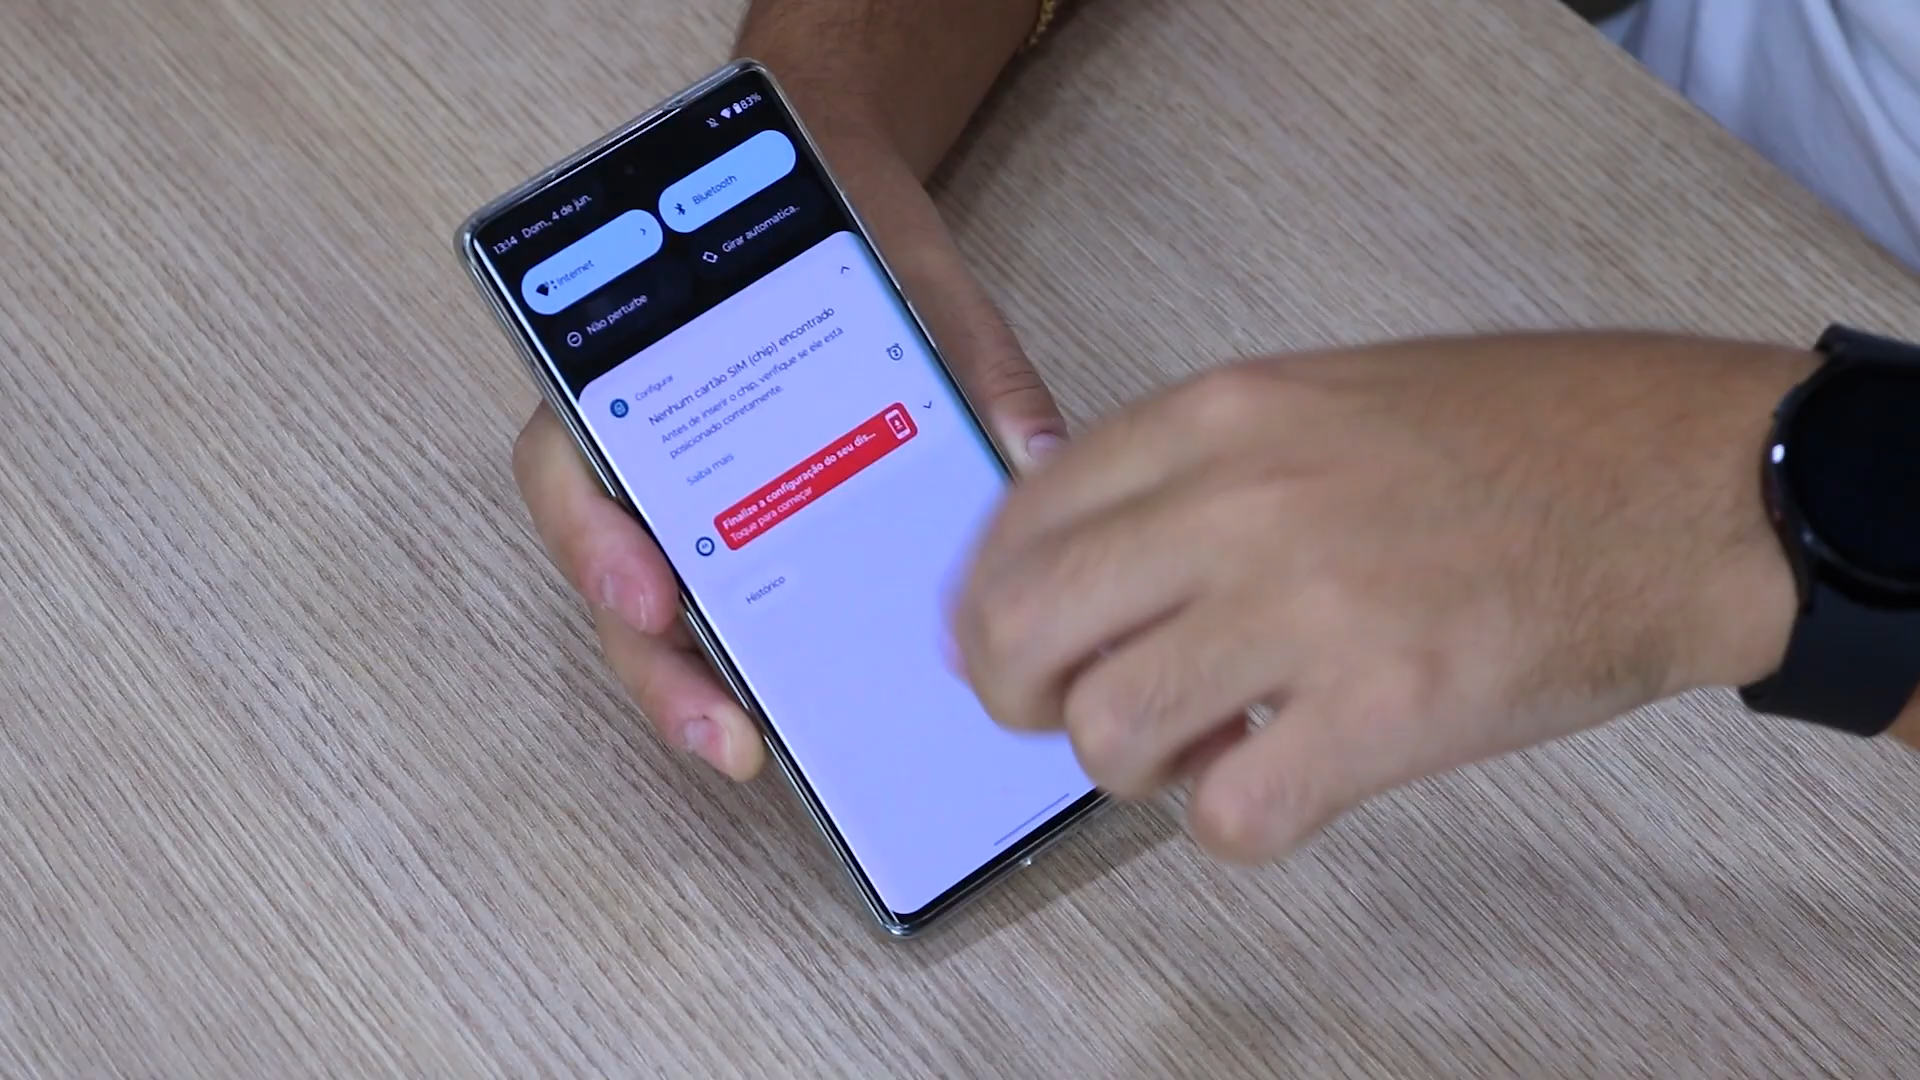 83%
13:14 Dom., 4 de jun.
Internet
Bluetooth
Não perturbe
Girar automatica..
Configurar
Nenhum cartão SIM (chip) encontrado
Antes de inserir o chip, verifique se ele está
posicionado corretamente.
Saiba mais
Finalize a configuração do seu dis...
Toque para começar
Histórico